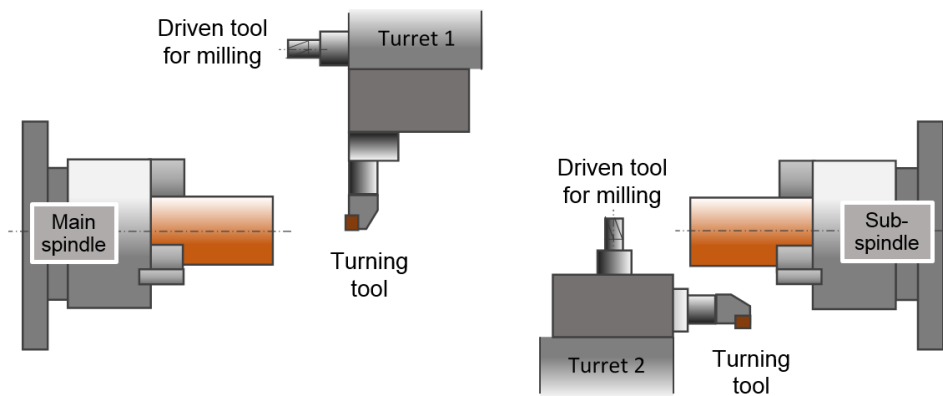 Driven tool
for milling
Turret 1
Main
spindle
Turning
tool
Driven tool
for milling
Sub-
spindle
Turret 2
Turning
tool